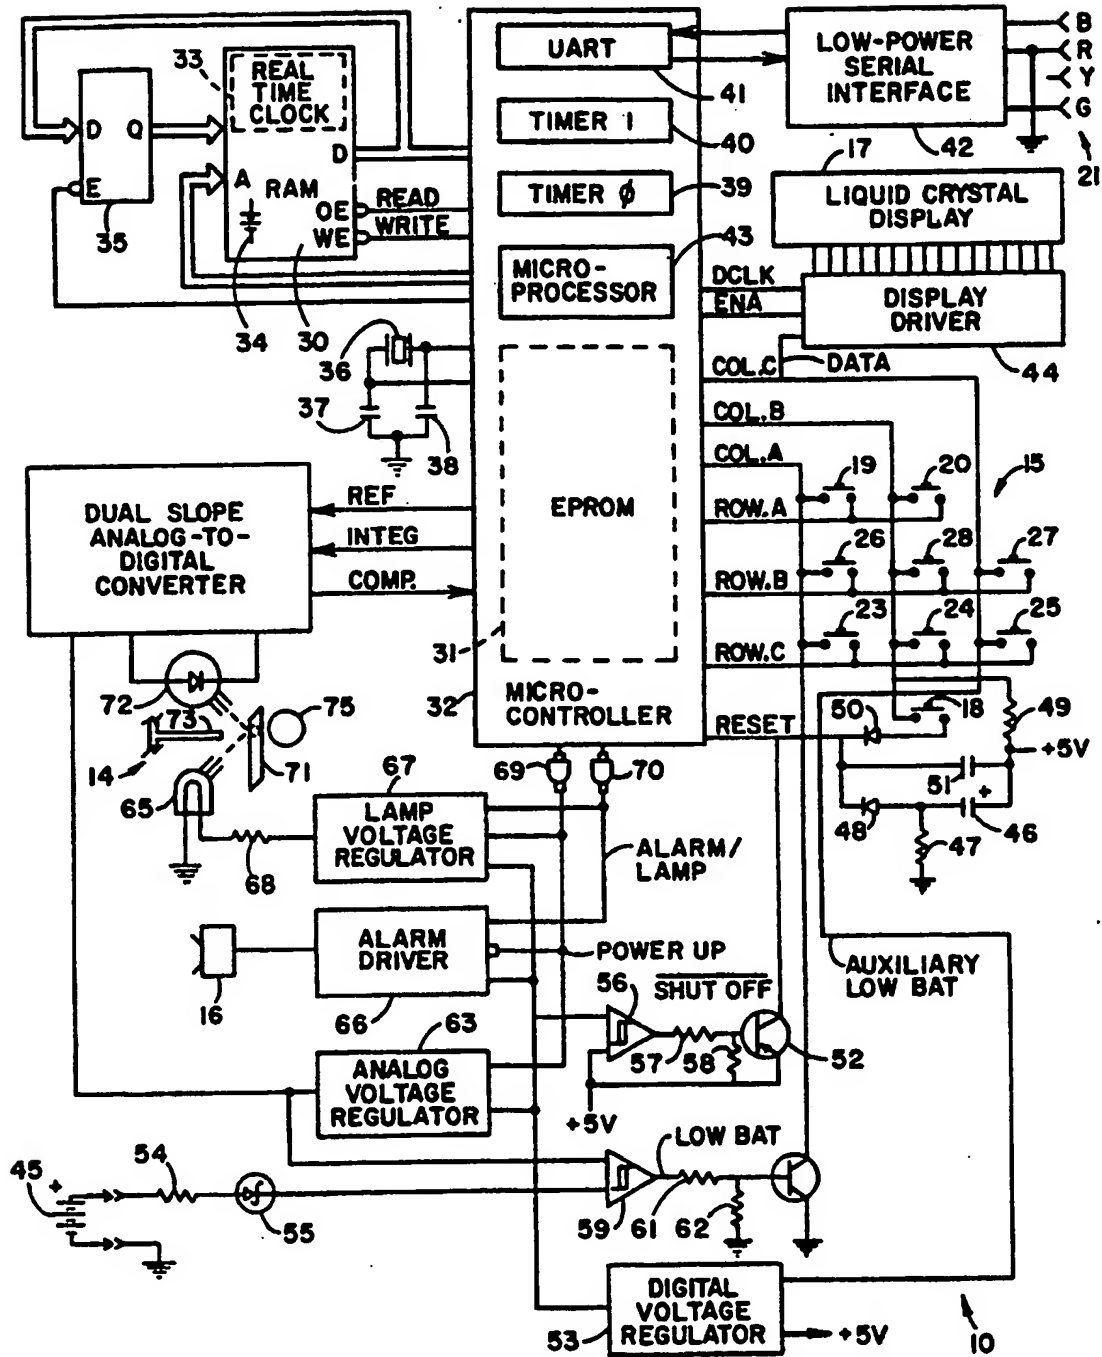 UART
41
LOW-POWER
SERIAL
INTERFACE
42
B
R
Y
G
21
33
REAL
TIME
CLOCK
D
Q
E
35
A
RAM
D
OE
WE
READ
WRITE
34
30
TIMER 1
40
TIMER ϕ
39
MICRO-
PROCESSOR
43
17
LIQUID CRYSTAL
DISPLAY
DCLK
ENA
DISPLAY
DRIVER
44
DATA
36
37
38
EPROM
31
32
MICRO-
CONTROLLER
COL.C
COL.B
COL.A
ROW.A
ROW.B
ROW.C
RESET
19
20
15
26
28
27
23
24
25
DUAL SLOPE
ANALOG-TO-
DIGITAL
CONVERTER
REF
INTEG
COMP.
72
73
75
14
71
65
68
67
LAMP
VOLTAGE
REGULATOR
69
70
50
18
49
+5V
51
48
+
46
47
ALARM/
LAMP
16
ALARM
DRIVER
66
POWER UP
AUXILIARY
LOW BAT
56
SHUT OFF
57
58
52
+5V
63
ANALOG
VOLTAGE
REGULATOR
LOW BAT
45
+
54
55
59
61
62
DIGITAL
VOLTAGE
REGULATOR
53
+5V
10